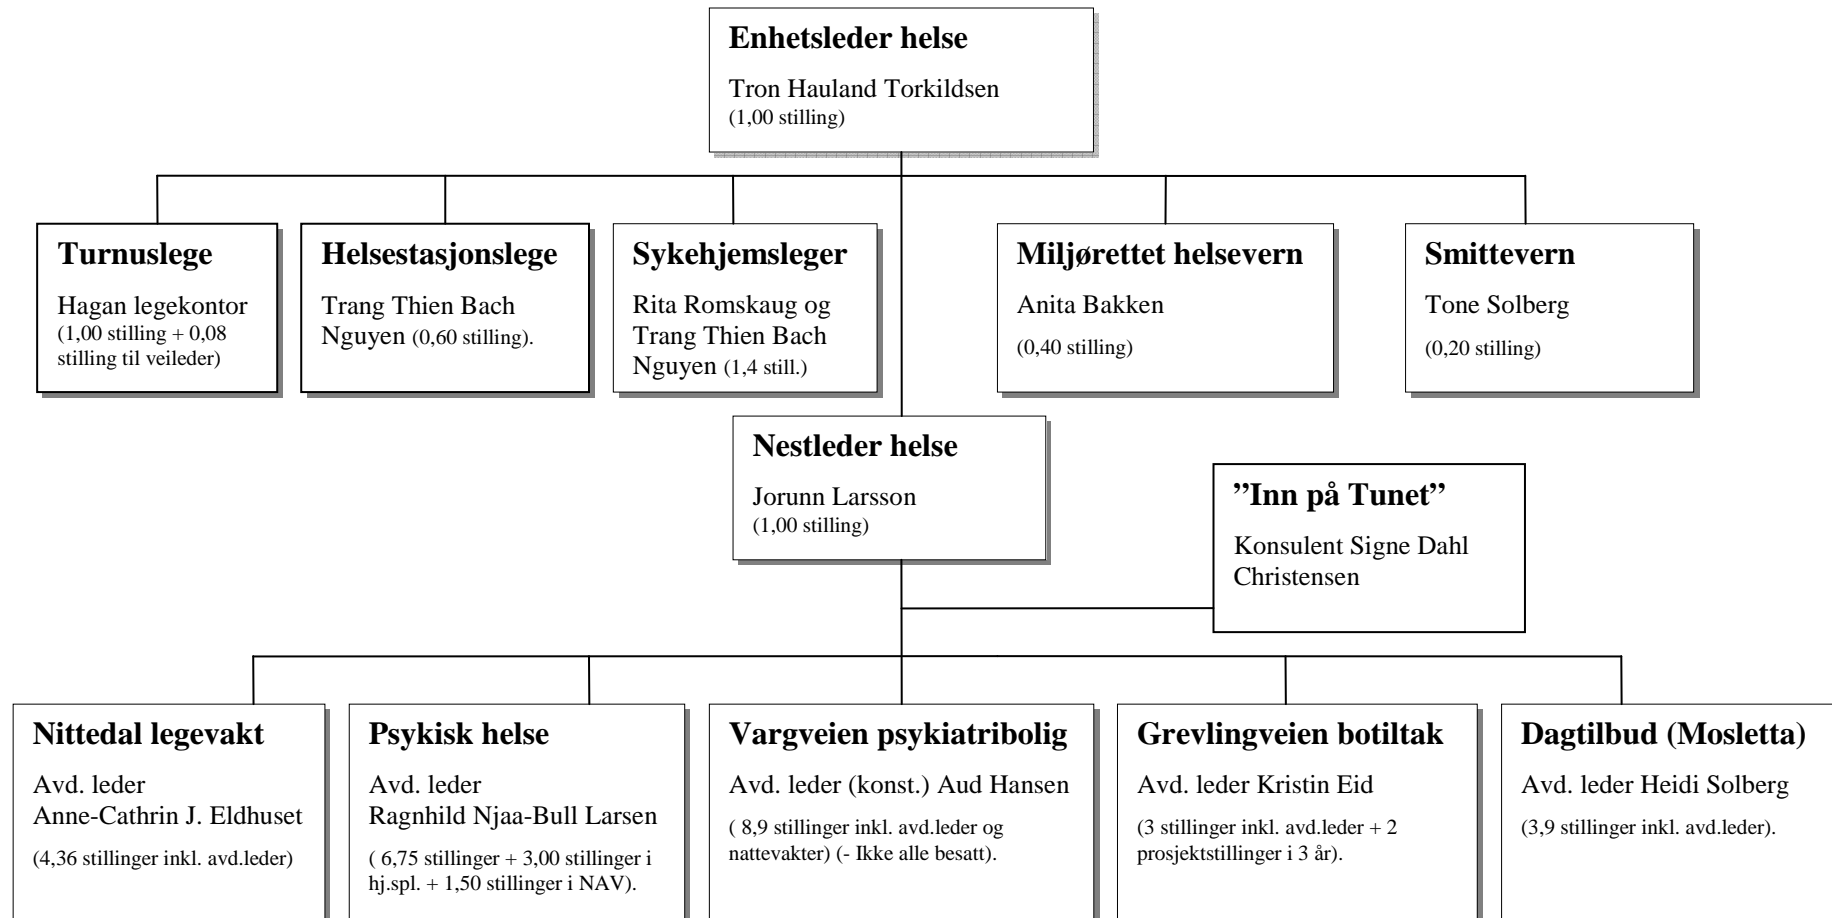 Enhetsleder helse
Tron Hauland Torkildsen
(1,00 stilling)
Turnuslege
Hagan legekontor
(1,00 stilling + 0,08
stilling til veileder)
Helsestasjonslege
Trang Thien Bach
Nguyen (0,60 stilling).
Sykehjemsleger
Rita Romskaug og
Trang Thien Bach
Nguyen (1,4 still.)
Miljørettet helsevern
Anita Bakken
(0,40 stilling)
Smittevern
Tone Solberg
(0,20 stilling)
Nestleder helse
Jorunn Larsson
(1,00 stilling)
”Inn på Tunet”
Konsulent Signe Dahl
Christensen
Nittedal legevakt
Avd. leder
Anne-Cathrin J. Eldhuset
(4,36 stillinger inkl. avd.leder)
Psykisk helse
Avd. leder
Ragnhild Njaa-Bull Larsen
( 6,75 stillinger + 3,00 stillinger i
hj.spl. + 1,50 stillinger i NAV).
Vargveien psykiatribolig
Avd. leder (konst.) Aud Hansen
( 8,9 stillinger inkl. avd.leder og
nattevakter) (- Ikke alle besatt).
Grevlingveien botiltak
Avd. leder Kristin Eid
(3 stillinger inkl. avd.leder + 2
prosjektstillinger i 3 år).
Dagtilbud (Mosletta)
Avd. leder Heidi Solberg
(3,9 stillinger inkl. avd.leder).